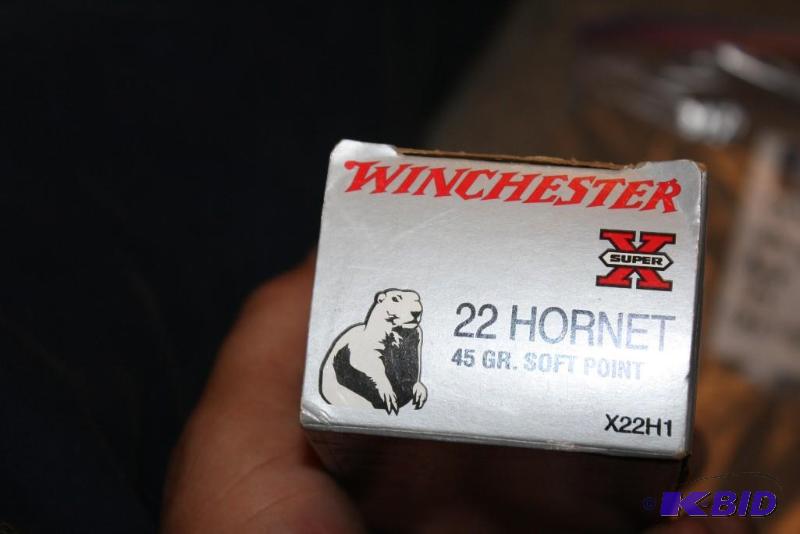 WINCHESTER
SUPER X
22 HORNET
45 GR. SOFT POINT
X22H1
© K-BID